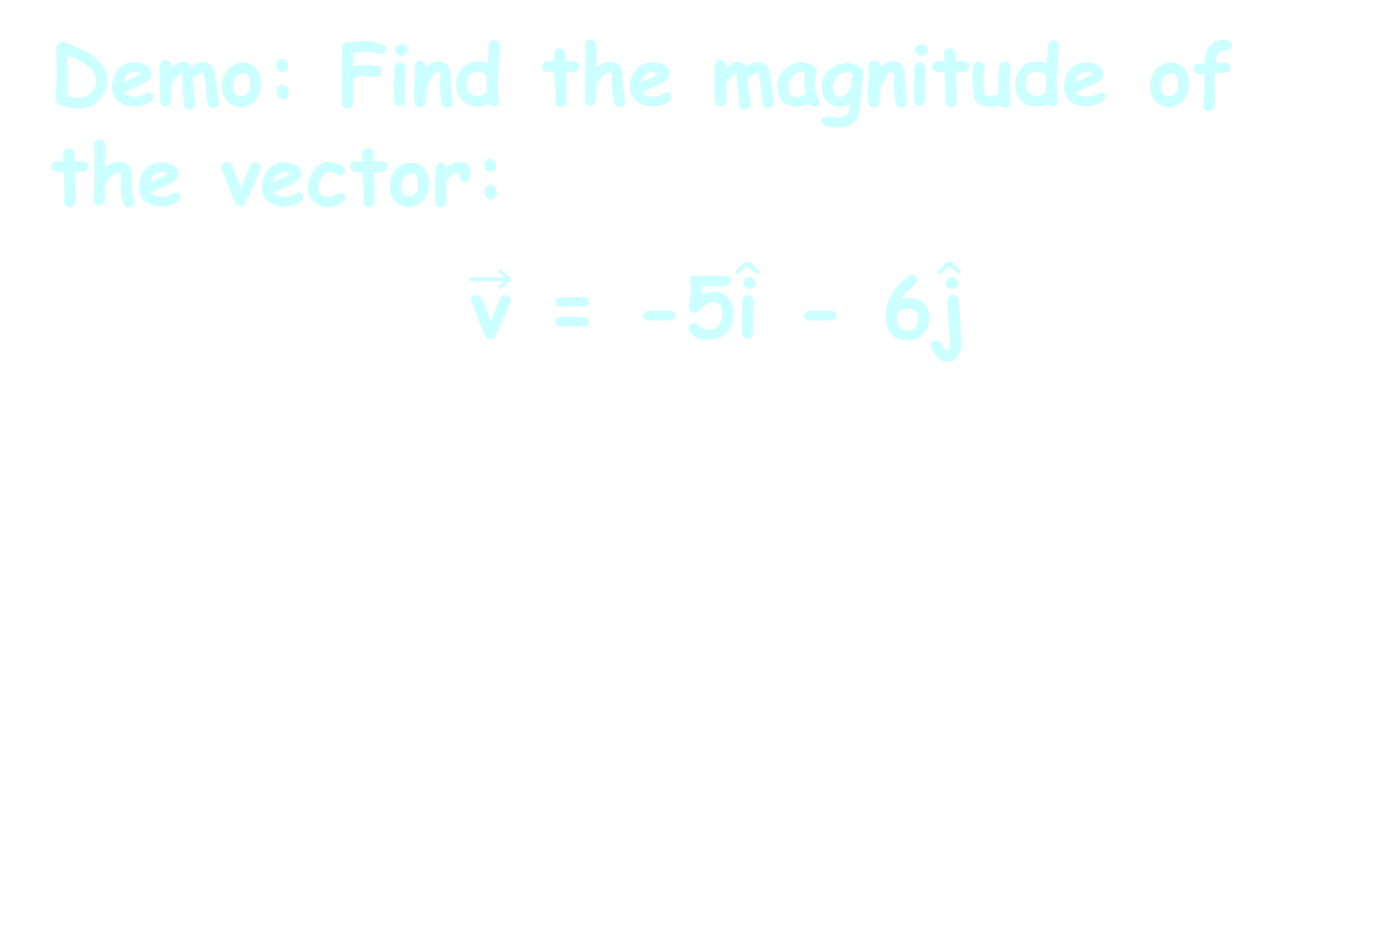 Demo: Find the magnitude of
the vector:
v⃗ = -5î - 6ĵ